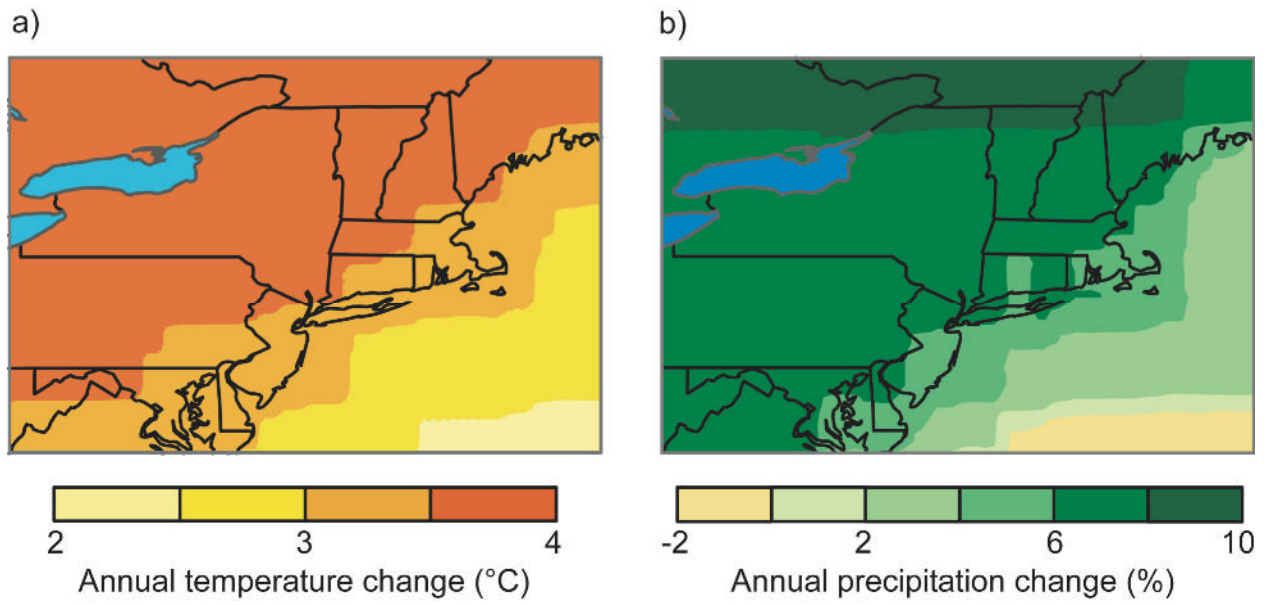 a)
b)
2 3 4
Annual temperature change (°C)
-2 2 6 10
Annual precipitation change (%)